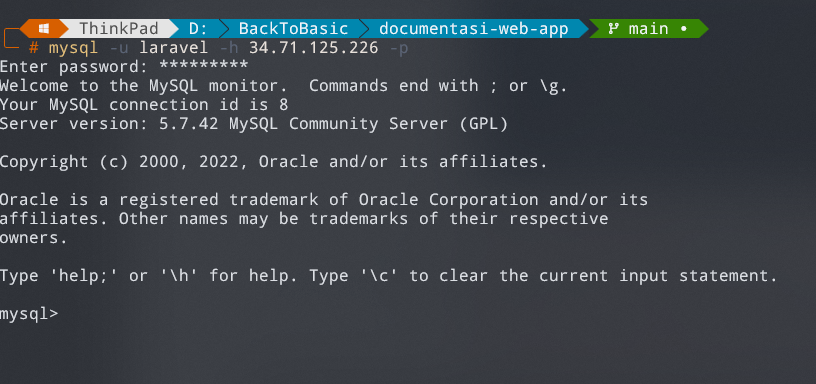 ThinkPad D: BackToBasic documentasi-web-app main •
# mysql -u laravel -h 34.71.125.226 -p
Enter password: *********
Welcome to the MySQL monitor.  Commands end with ; or \g.
Your MySQL connection id is 8
Server version: 5.7.42 MySQL Community Server (GPL)
Copyright (c) 2000, 2022, Oracle and/or its affiliates.
Oracle is a registered trademark of Oracle Corporation and/or its
affiliates. Other names may be trademarks of their respective
owners.
Type 'help;' or '\h' for help. Type '\c' to clear the current input statement.
mysql>